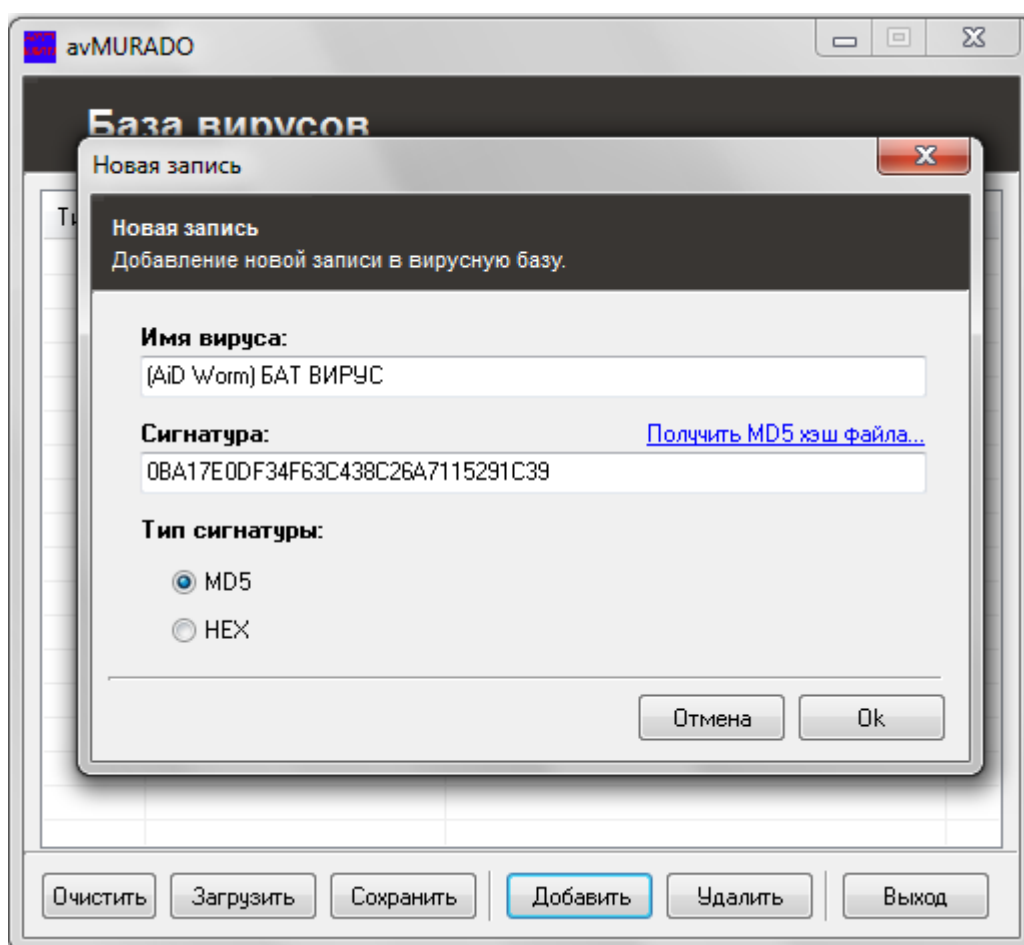 avMURADO
База вирусов
Новая запись
Новая запись
Добавление новой записи в вирусную базу.
Имя вируса:
(AiD Worm) БАТ ВИРУС
Сигнатура: Получить MD5 хэш файла...
0BA17E0DF34F63C438C26A7115291C39
Тип сигнатуры:
MD5
HEX
Отмена Ok
Очистить Загрузить Сохранить Добавить Удалить Выход